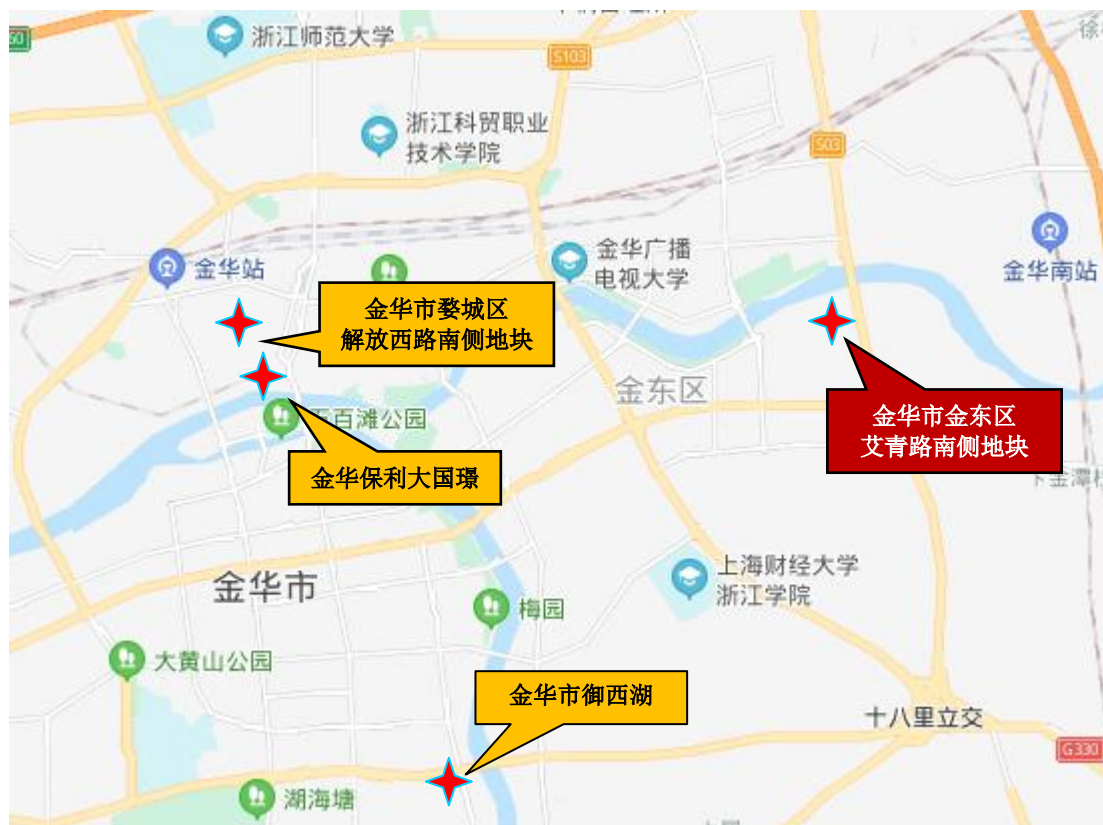 浙江师范大学
S103
浙江科贸职业
技术学院
S03
金华广播
电视大学
金华站
金华南站
金华市婺城区
解放西路南侧地块
金东区
百滩公园
金华市金东区
艾青路南侧地块
金华保利大国璟
上海财经大学
浙江学院
金华市
梅园
大黄山公园
金华市御西湖
十八里立交
G330
湖海塘